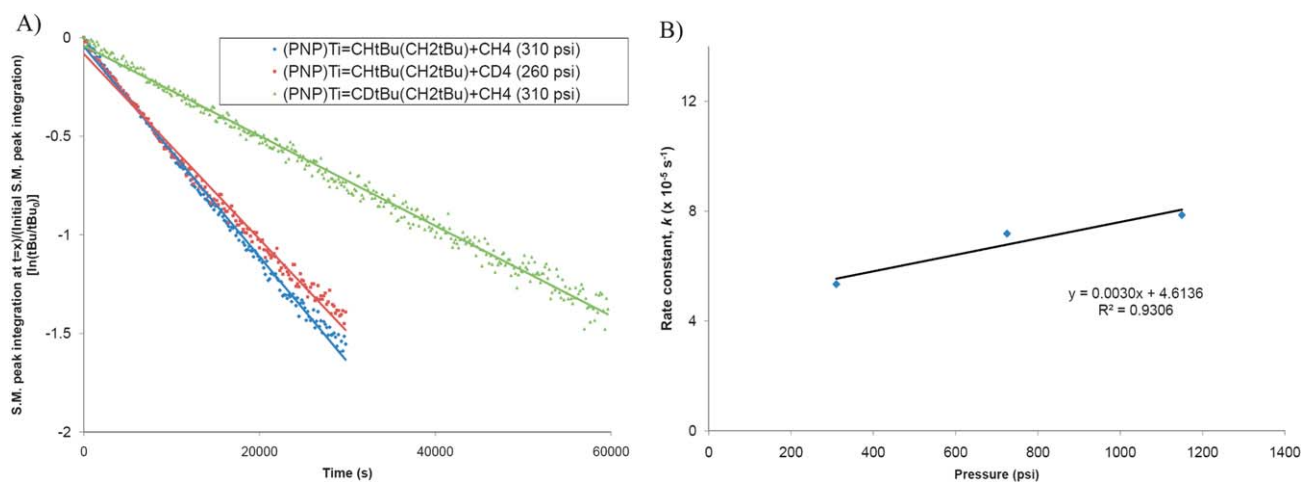 A)
(PNP)Ti=CHtBu(CH2tBu)+CH4 (310 psi)
(PNP)Ti=CHtBu(CH2tBu)+CD4 (260 psi)
(PNP)Ti=CDtBu(CH2tBu)+CH4 (310 psi)
S.M. peak integration at t=x)/(Initial S.M. peak integration)
[ln(tBu/tBu₀)]
0
-0.5
-1
-1.5
-2
0
20000
40000
60000
Time (s)
B)
Rate constant, k (x 10⁻⁵ s⁻¹)
12
8
4
0
y = 0.0030x + 4.6136
R² = 0.9306
0
200
400
600
800
1000
1200
1400
Pressure (psi)